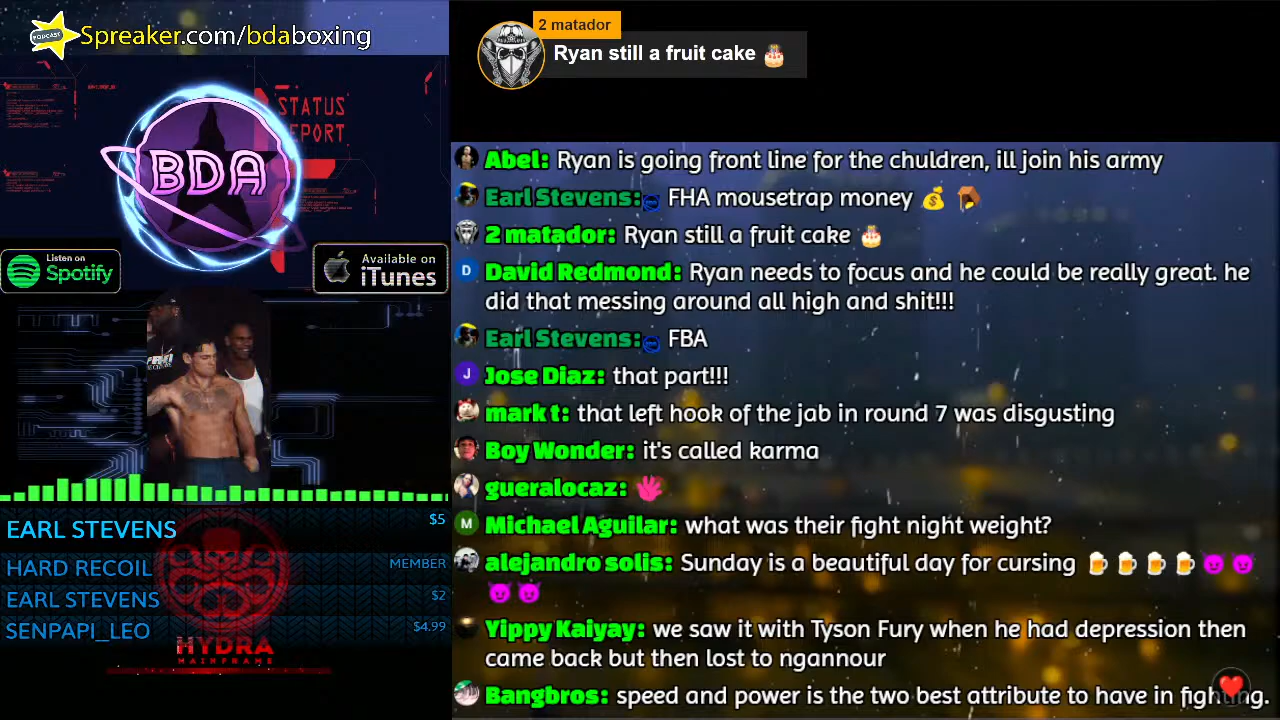 Spreaker.com/bdaboxing
PODCAST
STATUS
REPORT
BDA
Listen on
Spotify
Available on
iTunes
EARL STEVENS $5
HARD RECOIL MEMBER
EARL STEVENS $2
SENPAPI_LEO $4.99
HYDRA
MAINFRAME
2 matador
Ryan still a fruit cake 🎂
Abel: Ryan is going front line for the chuldren, ill join his army
Earl Stevens: FHA mousetrap money 💰 🪤
2 matador: Ryan still a fruit cake 🎂
David Redmond: Ryan needs to focus and he could be really great. he
did that messing around all high and shit!!!
Earl Stevens: FBA
Jose Diaz: that part!!!
mark t: that left hook of the jab in round 7 was disgusting
Boy Wonder: it's called karma
gueralocaz: 👋
Michael Aguilar: what was their fight night weight?
alejandro solis: Sunday is a beautiful day for cursing 🍺 🍺 🍺 🍺 😈 😈
😈 😈
Yippy Kaiyay: we saw it with Tyson Fury when he had depression then
came back but then lost to ngannour
Bangbros: speed and power is the two best attribute to have in fighting.